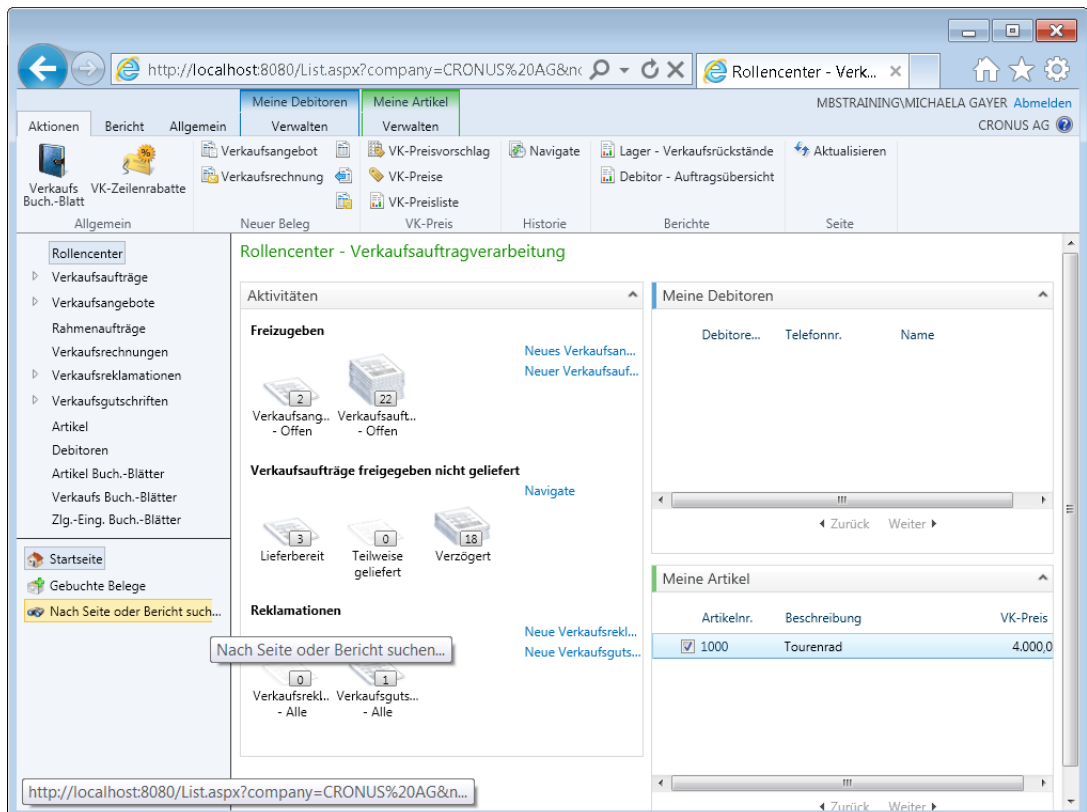 http://localhost:8080/List.aspx?company=CRONUS%20AG&nc
Rollencenter - Verk...
Meine Debitoren Meine Artikel
MBSTRAINING\MICHAELA GAYER Abmelden
Aktionen Bericht Allgemein Verwalten Verwalten
CRONUS AG
Verkaufs Buch.-Blatt
VK-Zeilenrabatte
Allgemein
Verkaufsangebot
Verkaufsrechnung
Neuer Beleg
VK-Preisvorschlag
VK-Preise
VK-Preisliste
VK-Preis
Navigate
Historie
Lager - Verkaufsrückstände
Debitor - Auftragsübersicht
Berichte
Aktualisieren
Seite
Rollencenter
Verkaufsaufträge
Verkaufsangebote
Rahmenaufträge
Verkaufsrechnungen
Verkaufsreklamationen
Verkaufsgutschriften
Artikel
Debitoren
Artikel Buch.-Blätter
Verkaufs Buch.-Blätter
Zlg.-Eing. Buch.-Blätter
Startseite
Gebuchte Belege
Nach Seite oder Bericht such...
Nach Seite oder Bericht suchen...
Rollencenter - Verkaufsauftragverarbeitung
Aktivitäten
Freizugeben
Neues Verkaufsan...
Neuer Verkaufsauf...
2
22
Verkaufsang.. - Offen
Verkaufsauft... - Offen
Verkaufsaufträge freigegeben nicht geliefert
Navigate
3
0
18
Lieferbereit
Teilweise geliefert
Verzögert
Reklamationen
Neue Verkaufsrekl...
Neue Verkaufsguts...
0
1
Verkaufsrekl.. - Alle
Verkaufsguts... - Alle
Meine Debitoren
Debitore... Telefonnr. Name
Zurück Weiter
Meine Artikel
Artikelnr. Beschreibung VK-Preis
1000 Tourenrad 4.000,0
Zurück Weiter
http://localhost:8080/List.aspx?company=CRONUS%20AG&n...